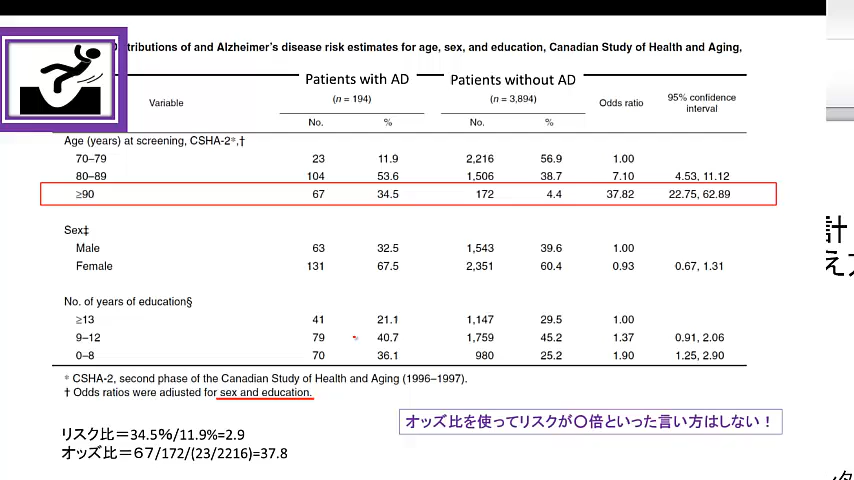 tributions of and Alzheimer's disease risk estimates for age, sex, and education, Canadian Study of Health and Aging,
Patients with AD Patients without AD
Variable (n = 194) (n = 3,894) Odds ratio 95% confidence interval
No. % No. %
Age (years) at screening, CSHA-2*,†
70–79 23 11.9 2,216 56.9 1.00
80–89 104 53.6 1,506 38.7 7.10 4.53, 11.12
≥90 67 34.5 172 4.4 37.82 22.75, 62.89
Sex‡
Male 63 32.5 1,543 39.6 1.00
Female 131 67.5 2,351 60.4 0.93 0.67, 1.31
No. of years of education§
≥13 41 21.1 1,147 29.5 1.00
9–12 79 40.7 1,759 45.2 1.37 0.91, 2.06
0–8 70 36.1 980 25.2 1.90 1.25, 2.90
* CSHA-2, second phase of the Canadian Study of Health and Aging (1996–1997).
† Odds ratios were adjusted for sex and education.
オッズ比を使ってリスクが〇倍といった言い方はしない！
リスク比＝34.5%/11.9%=2.9
オッズ比＝６7/172/(23/2216)=37.8
計
え